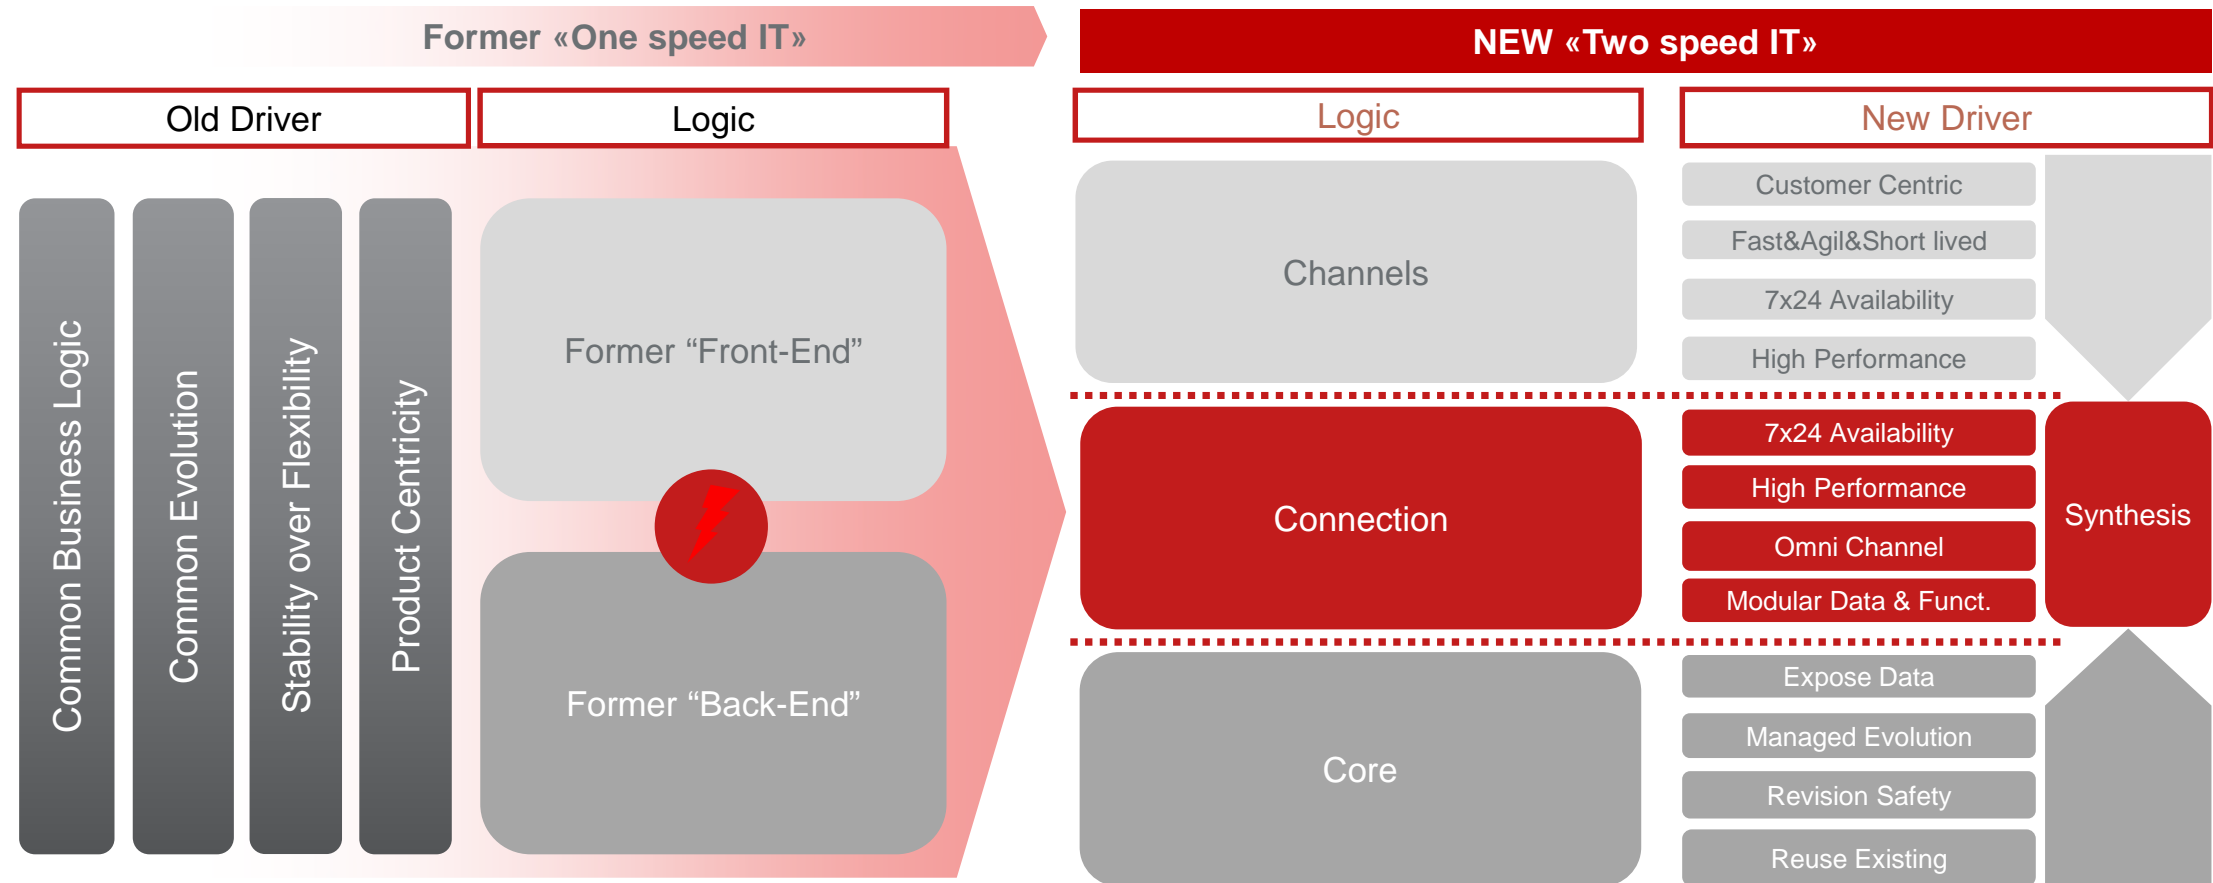 Former «One speed IT»
NEW «Two speed IT»
Old Driver
Logic
Logic
New Driver
Common Business Logic
Common Evolution
Stability over Flexibility
Product Centricity
Former “Front-End”
Former “Back-End”
Channels
Connection
Core
Customer Centric
Fast&Agil&Short lived
7x24 Availability
High Performance
7x24 Availability
High Performance
Omni Channel
Modular Data & Funct.
Expose Data
Managed Evolution
Revision Safety
Reuse Existing
Synthesis